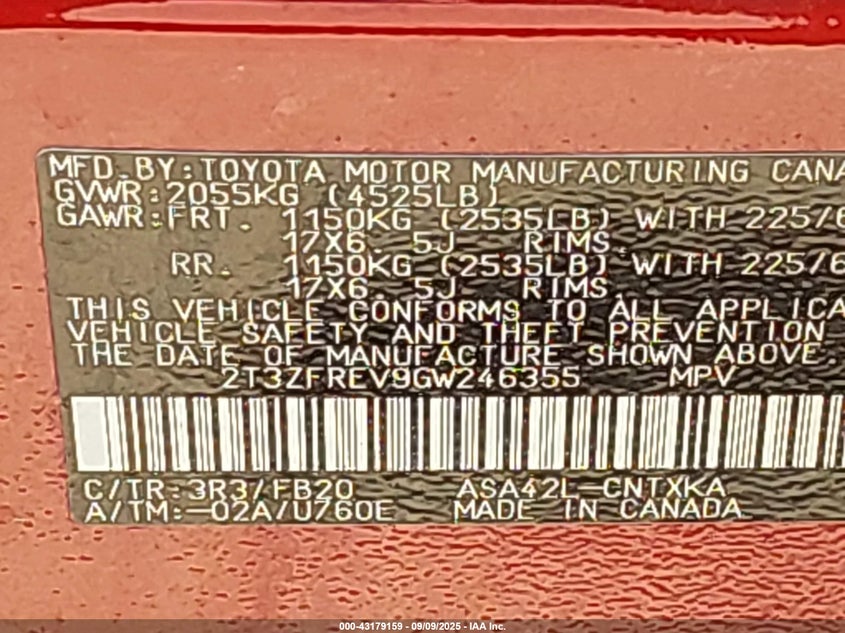 MFD.BY:TOYOTA MOTOR MANUFACTURING CANA
GVWR:2055KG (4525LB)
GAWR:FRT. 1150KG (2535LB) WITH 225/6
17X6. 5J RIMS.
RR. 1150KG (2535LB) WITH 225/6
17X6. 5J RIMS.
THIS VEHICLE CONFORMS TO ALL APPLICA
VEHICLE SAFETY AND THEFT PREVENTION
THE DATE OF MANUFACTURE SHOWN ABOVE.
2T3ZFREV9GW246355 MPV
C/TR:3R3/FB20 ASA42L-CNTXKA
A/TM:-02A/U760E MADE IN CANADA
000-43179159 - 09/09/2025 - IAA Inc.